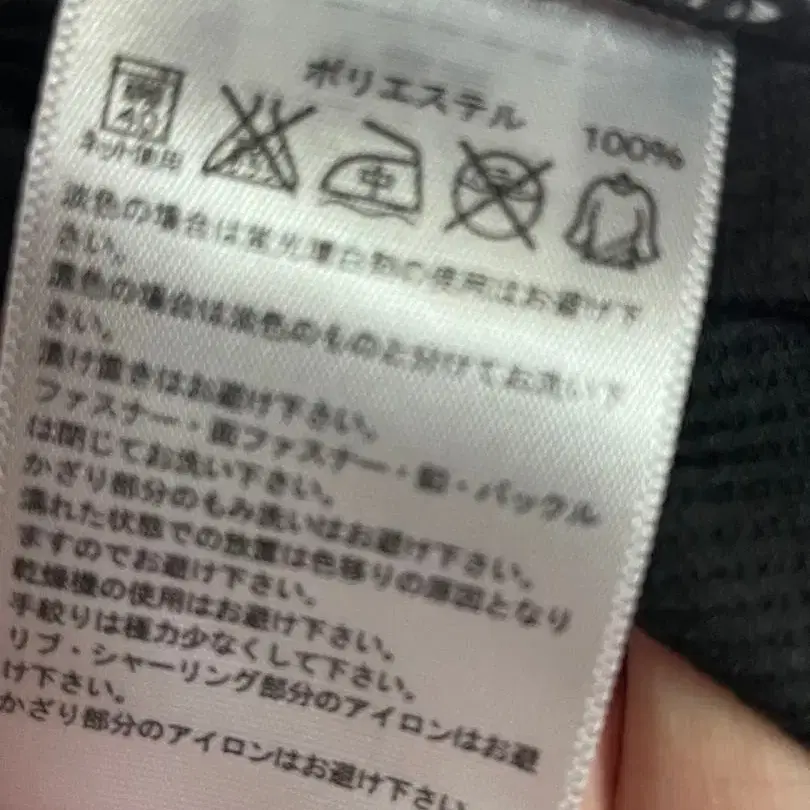 ポリエステル 100%
40 中
ネット使用
淡色の場合は蛍光増白剤の使用はお避け下
さい。
濃色の場合は淡色のものと分けてお洗い下
さい。
漬け置きはお避け下さい。
ファスナー・面ファスナー・釦・バックル
は閉じてお洗い下さい。
かざり部分のもみ洗いはお避け下さい。
濡れた状態での放置は色移りの原因となり
ますのでお避け下さい。
乾燥機の使用はお避け下さい。
手絞りは極力少なくして下さい。
リブ・シャーリング部分のアイロンはお避
け下さい。
かざり部分のアイロンはお避け下さい。